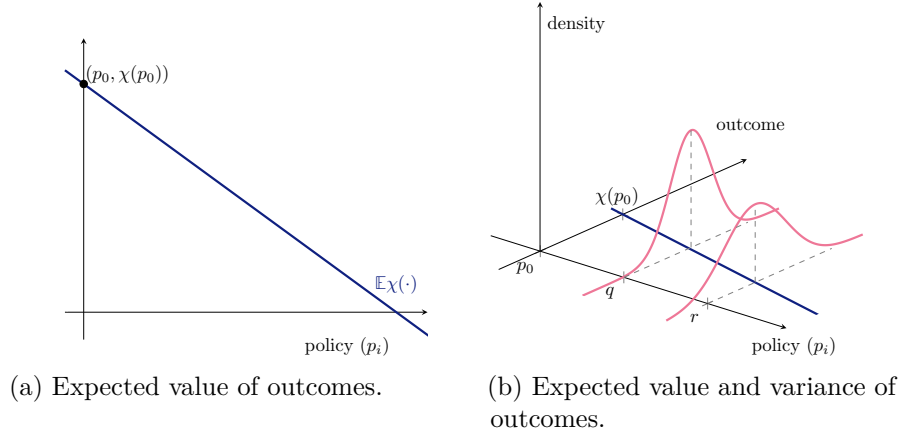 (p₀, χ(p₀))
𝔼χ(·)
policy (pᵢ)
(a) Expected value of outcomes.
density
outcome
χ(p₀)
p₀
q
r
policy (pᵢ)
(b) Expected value and variance of
outcomes.